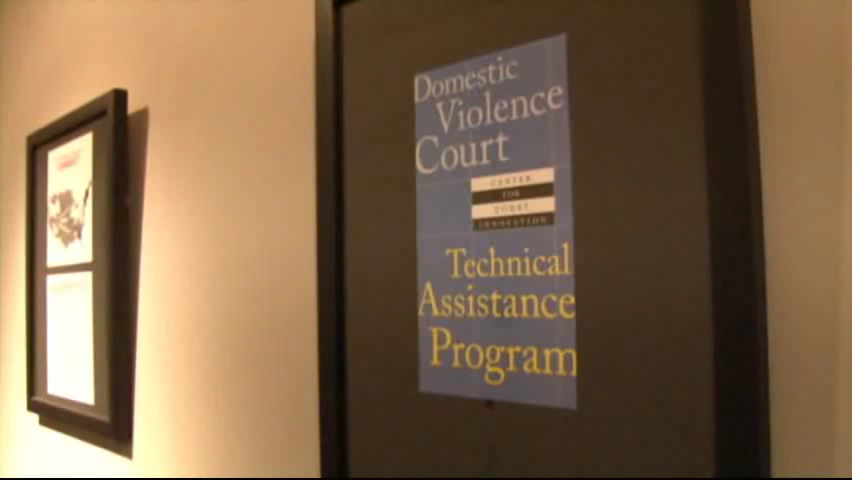 Domestic
Violence
Court
CENTER
FOR
COURT
INNOVATION
Technical
Assistance
Program